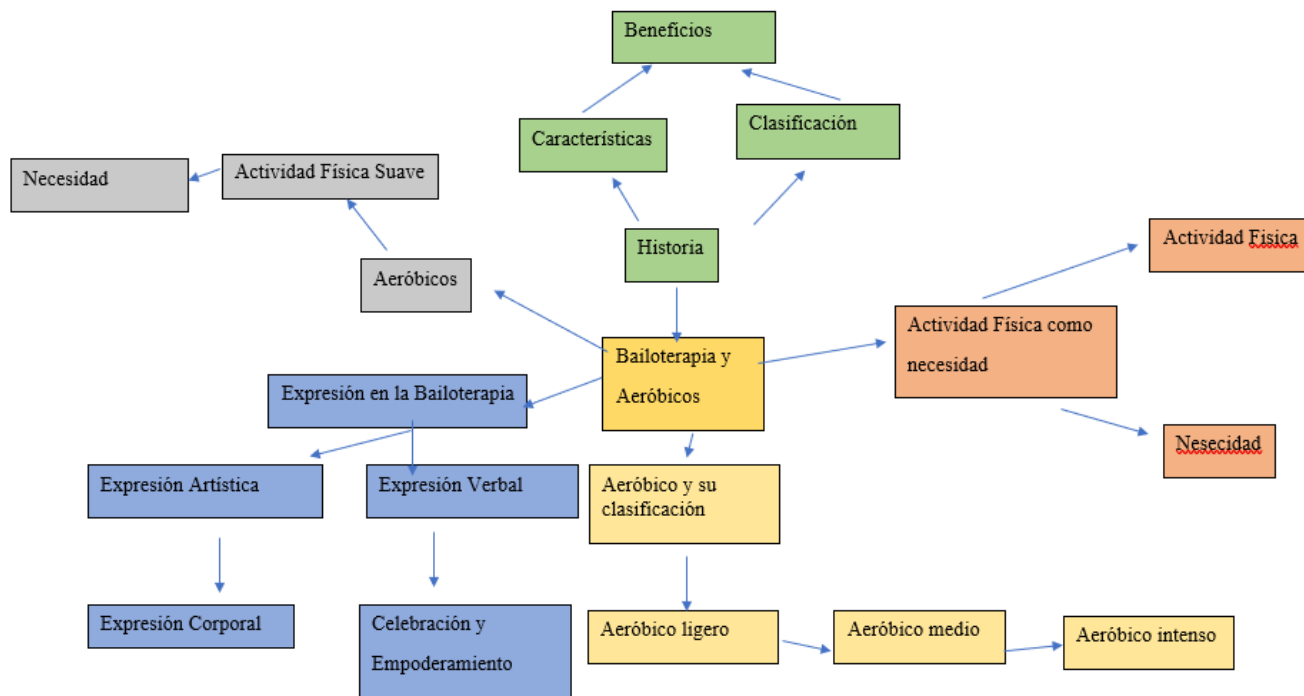 Beneficios
Características
Clasificación
Necesidad
Actividad Física Suave
Historia
Aeróbicos
Actividad Fisica
Actividad Física como
necesidad
Bailoterapia y
Aeróbicos
Expresión en la Bailoterapia
Nesecidad
Expresión Artística
Expresión Verbal
Aeróbico y su
clasificación
Expresión Corporal
Celebración y
Empoderamiento
Aeróbico ligero
Aeróbico medio
Aeróbico intenso